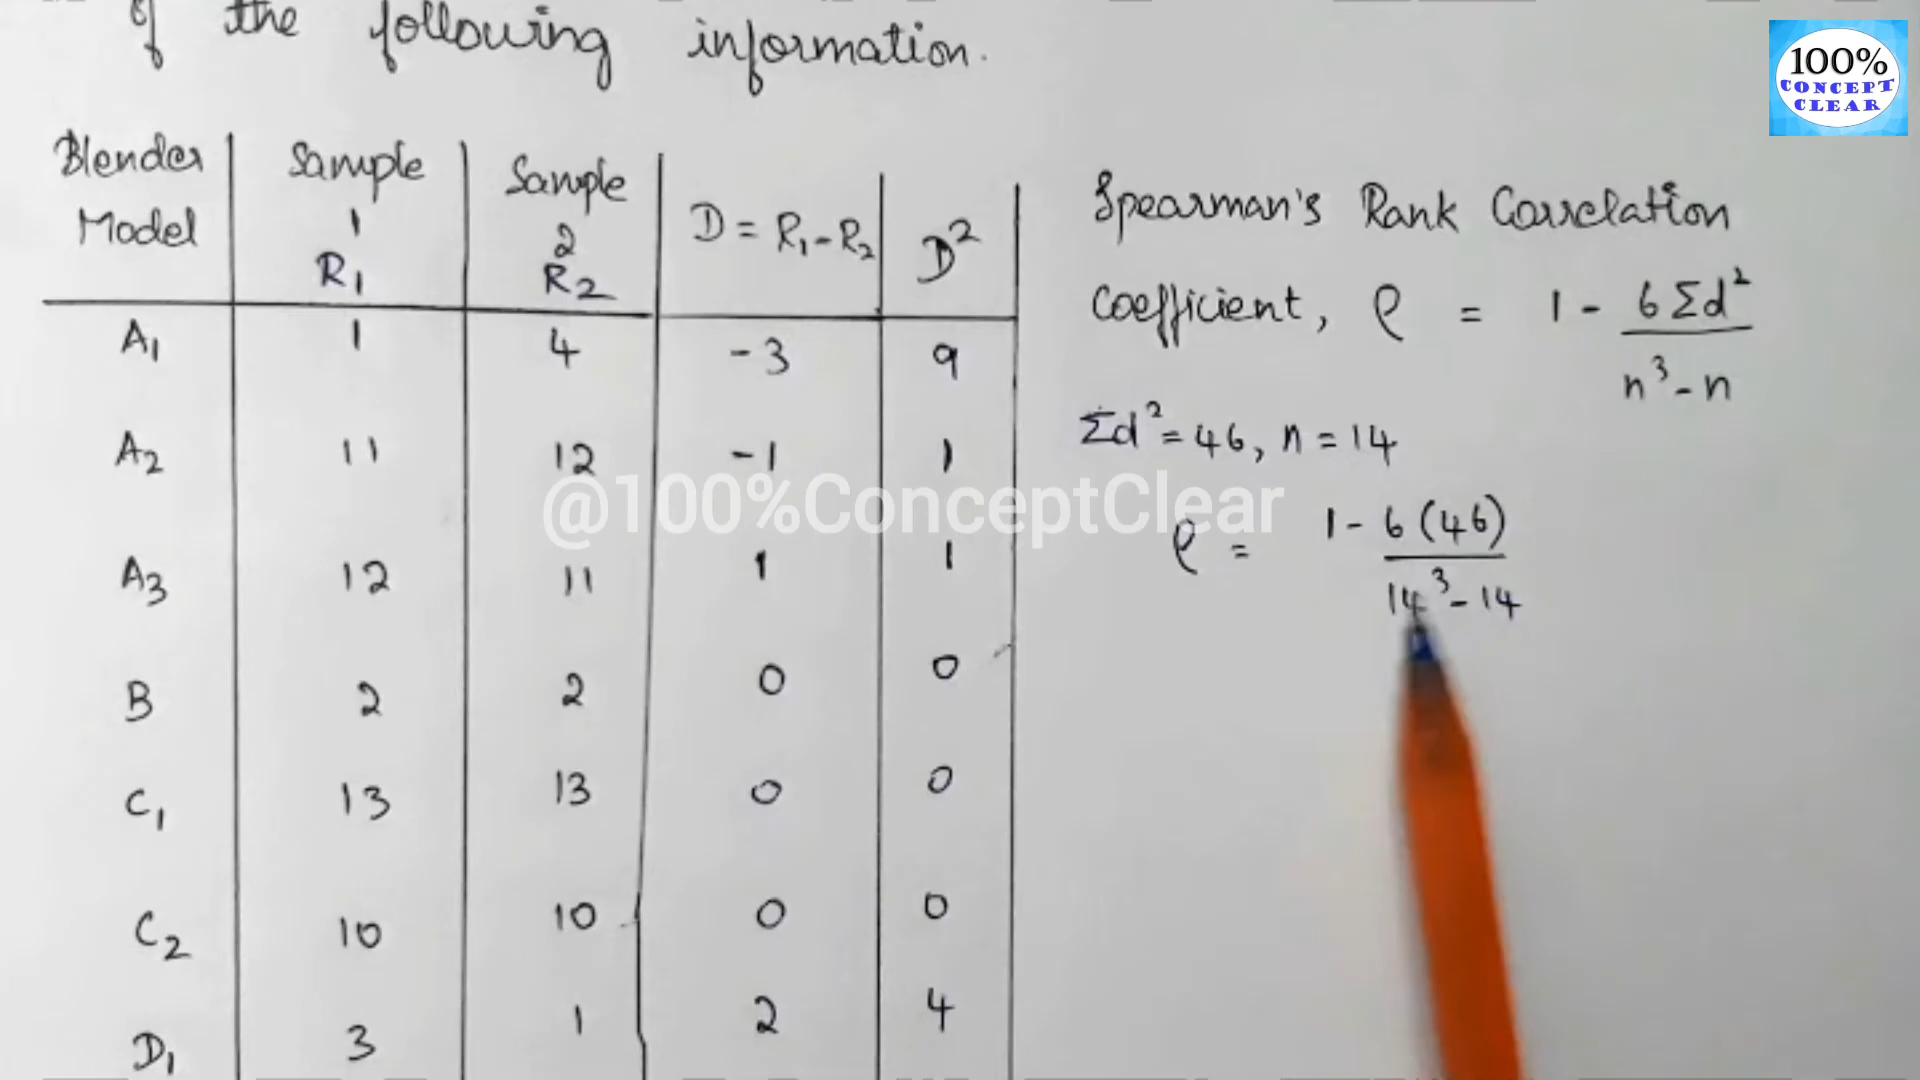 of the following information.
100%
CONCEPT
CLEAR
Blender Model | Sample 1 R₁ | Sample 2 R₂ | D = R₁ - R₂ | D²
A₁ | 1 | 4 | -3 | 9
A₂ | 11 | 12 | -1 | 1
A₃ | 12 | 11 | 1 | 1
B | 2 | 2 | 0 | 0
C₁ | 13 | 13 | 0 | 0
C₂ | 10 | 10 | 0 | 0
D₁ | 3 | 1 | 2 | 4
Spearman's Rank Correlation
Coefficient, ρ = 1 - 6Σd² / n³ - n
Σd² = 46, n = 14
ρ = 1 - 6(46) / 14³ - 14
@100%ConceptClear